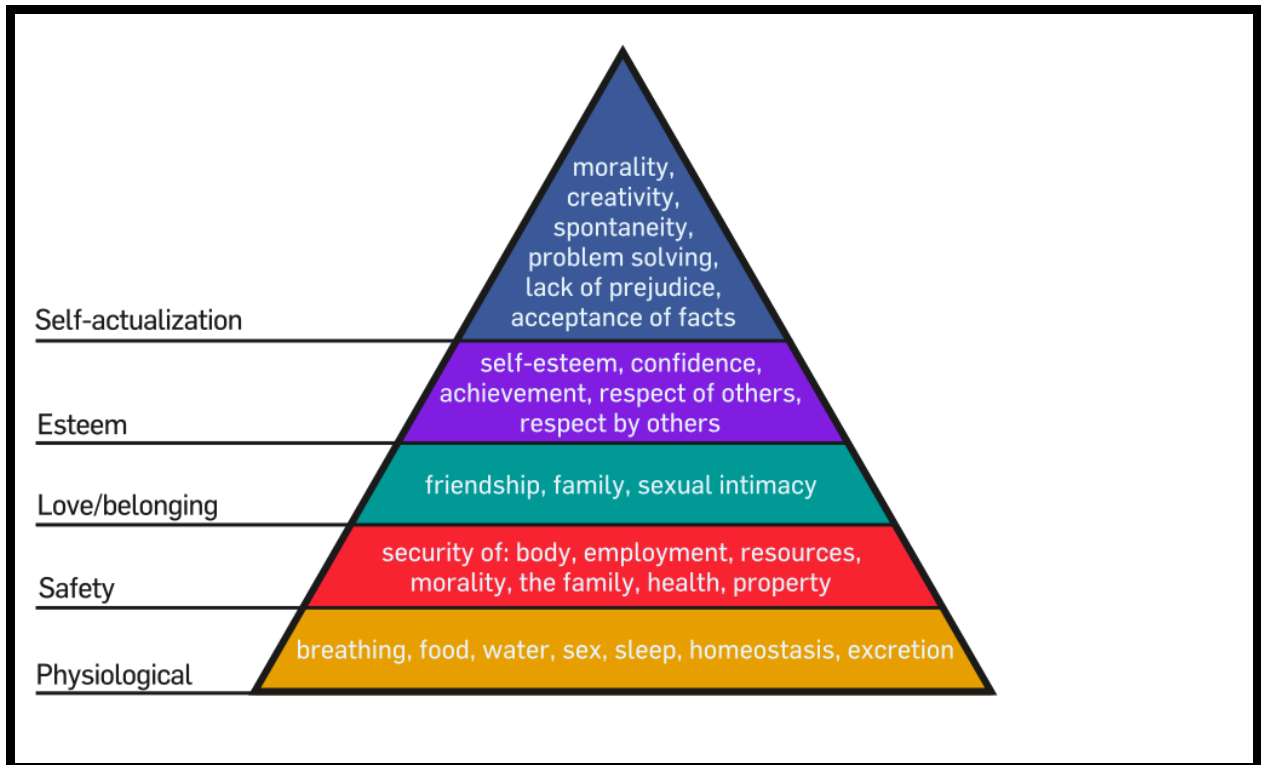 morality,
creativity,
spontaneity,
problem solving,
lack of prejudice,
acceptance of facts
Self-actualization
self-esteem, confidence,
achievement, respect of others,
respect by others
Esteem
friendship, family, sexual intimacy
Love/belonging
security of: body, employment, resources,
morality, the family, health, property
Safety
breathing, food, water, sex, sleep, homeostasis, excretion
Physiological